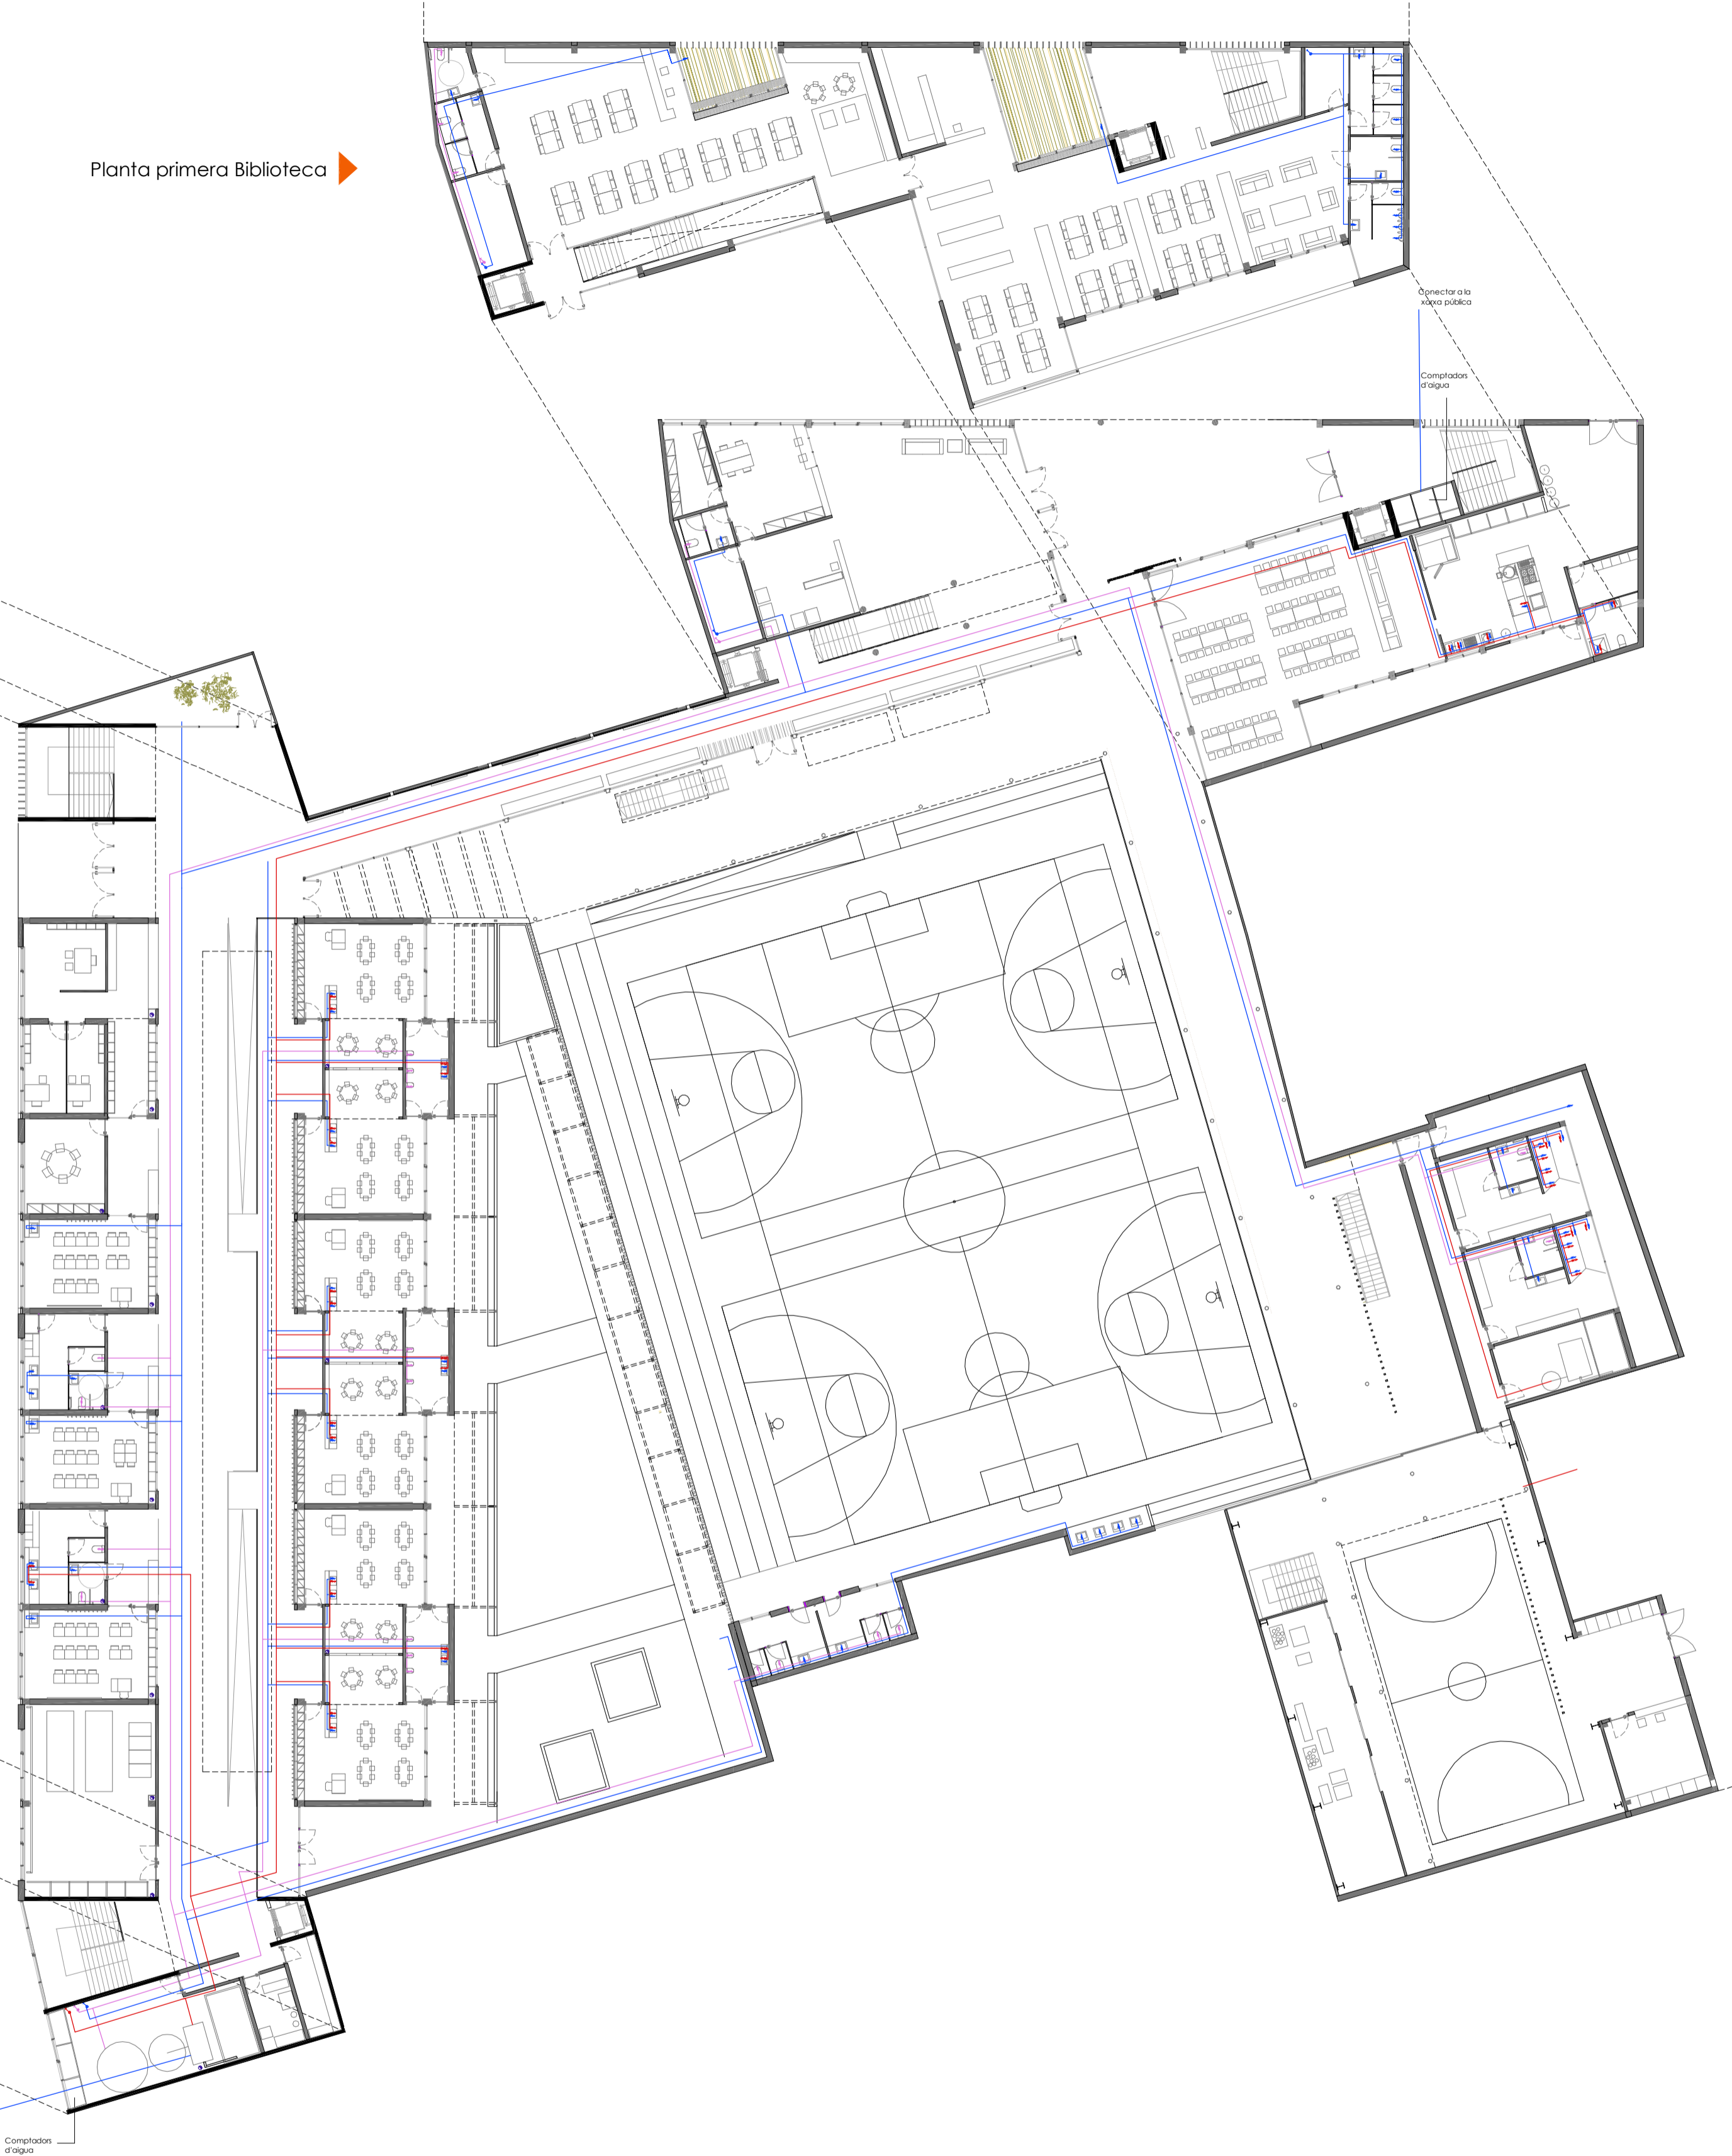 Planta primera Biblioteca
Conectar a la
xarxa pública
Comptadors
d'aigua
Comptadors
d'aigua